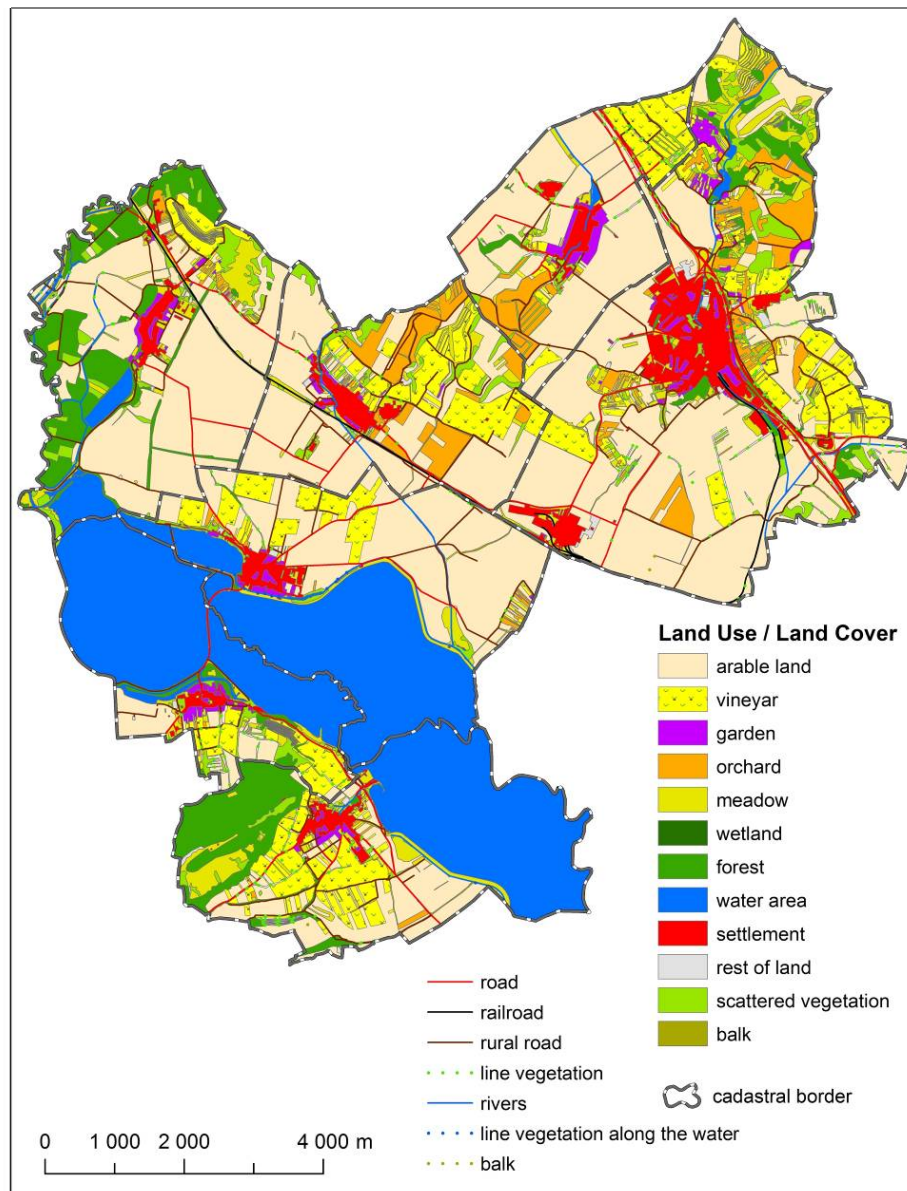 Land Use / Land Cover
arable land
vineyar
garden
orchard
meadow
wetland
forest
water area
settlement
rest of land
scattered vegetation
balk
cadastral border
road
railroad
rural road
line vegetation
rivers
line vegetation along the water
balk
0 1 000 2 000 4 000 m